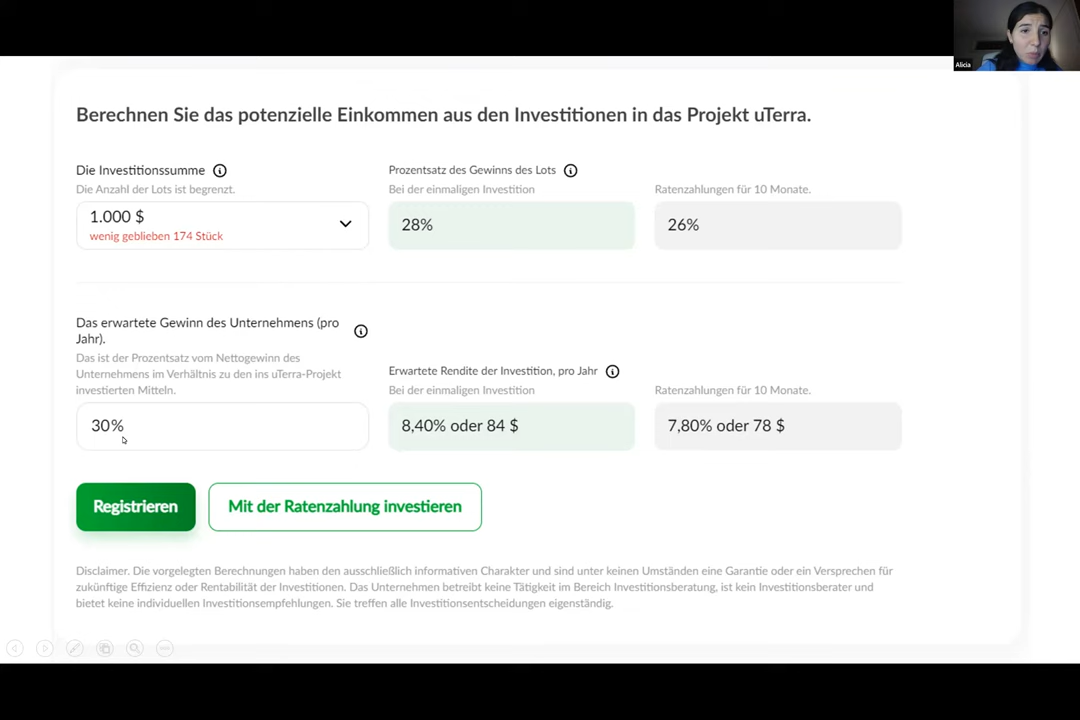 Alicia
Berechnen Sie das potenzielle Einkommen aus den Investitionen in das Projekt uTerra.
Die Investitionssumme
Die Anzahl der Lots ist begrenzt.
1.000 $
wenig geblieben 174 Stück
Prozentsatz des Gewinns des Lots
Bei der einmaligen Investition
28%
Ratenzahlungen für 10 Monate.
26%
Das erwartete Gewinn des Unternehmens (pro
Jahr).
Das ist der Prozentsatz vom Nettogewinn des
Unternehmens im Verhältnis zu den ins uTerra-Projekt
investierten Mitteln.
30%
Erwartete Rendite der Investition, pro Jahr
Bei der einmaligen Investition
8,40% oder 84 $
Ratenzahlungen für 10 Monate.
7,80% oder 78 $
Registrieren
Mit der Ratenzahlung investieren
Disclaimer. Die vorgelegten Berechnungen haben den ausschließlich informativen Charakter und sind unter keinen Umständen eine Garantie oder ein Versprechen für
zukünftige Effizienz oder Rentabilität der Investitionen. Das Unternehmen betreibt keine Tätigkeit im Bereich Investitionsberatung, ist kein Investitionsberater und
bietet keine individuellen Investitionsempfehlungen. Sie treffen alle Investitionsentscheidungen eigenständig.